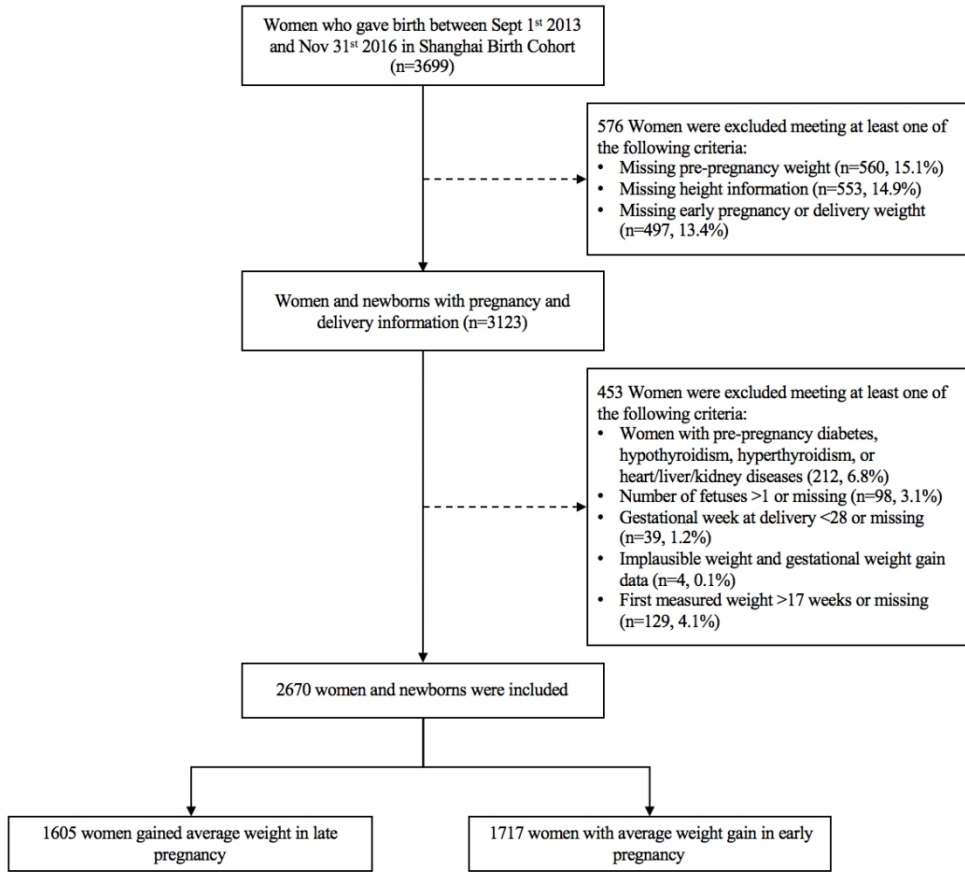 Women who gave birth between Sept 1st 2013
and Nov 31st 2016 in Shanghai Birth Cohort
(n=3699)
576 Women were excluded meeting at least one of
the following criteria:
• Missing pre-pregnancy weight (n=560, 15.1%)
• Missing height information (n=553, 14.9%)
• Missing early pregnancy or delivery weigtht
(n=497, 13.4%)
Women and newborns with pregnancy and
delivery information (n=3123)
453 Women were excluded meeting at least one of
the following criteria:
• Women with pre-pregnancy diabetes,
hypothyroidism, hyperthyroidism, or
heart/liver/kidney diseases (212, 6.8%)
• Number of fetuses >1 or missing (n=98, 3.1%)
• Gestational week at delivery <28 or missing
(n=39, 1.2%)
• Implausible weight and gestational weight gain
data (n=4, 0.1%)
• First measured weight >17 weeks or missing
(n=129, 4.1%)
2670 women and newborns were included
1605 women gained average weight in late
pregnancy
1717 women with average weight gain in early
pregnancy